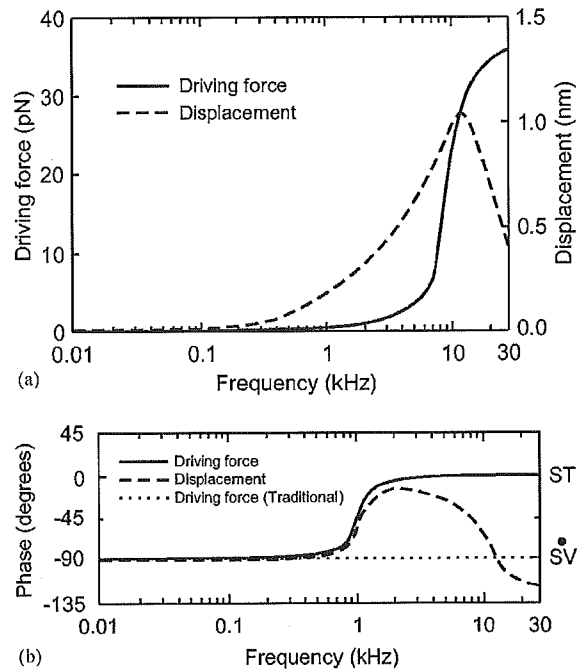 40
30
20
10
0
Driving force (pN)
Driving force
Displacement
1.5
1.0
0.5
0.0
Displacement (nm)
0.01
0.1
1
10
30
(a)
Frequency (kHz)
45
0
-45
-90
-135
Phase (degrees)
Driving force
Displacement
Driving force (Traditional)
ST
SV
0.01
0.1
1
10
30
(b)
Frequency (kHz)